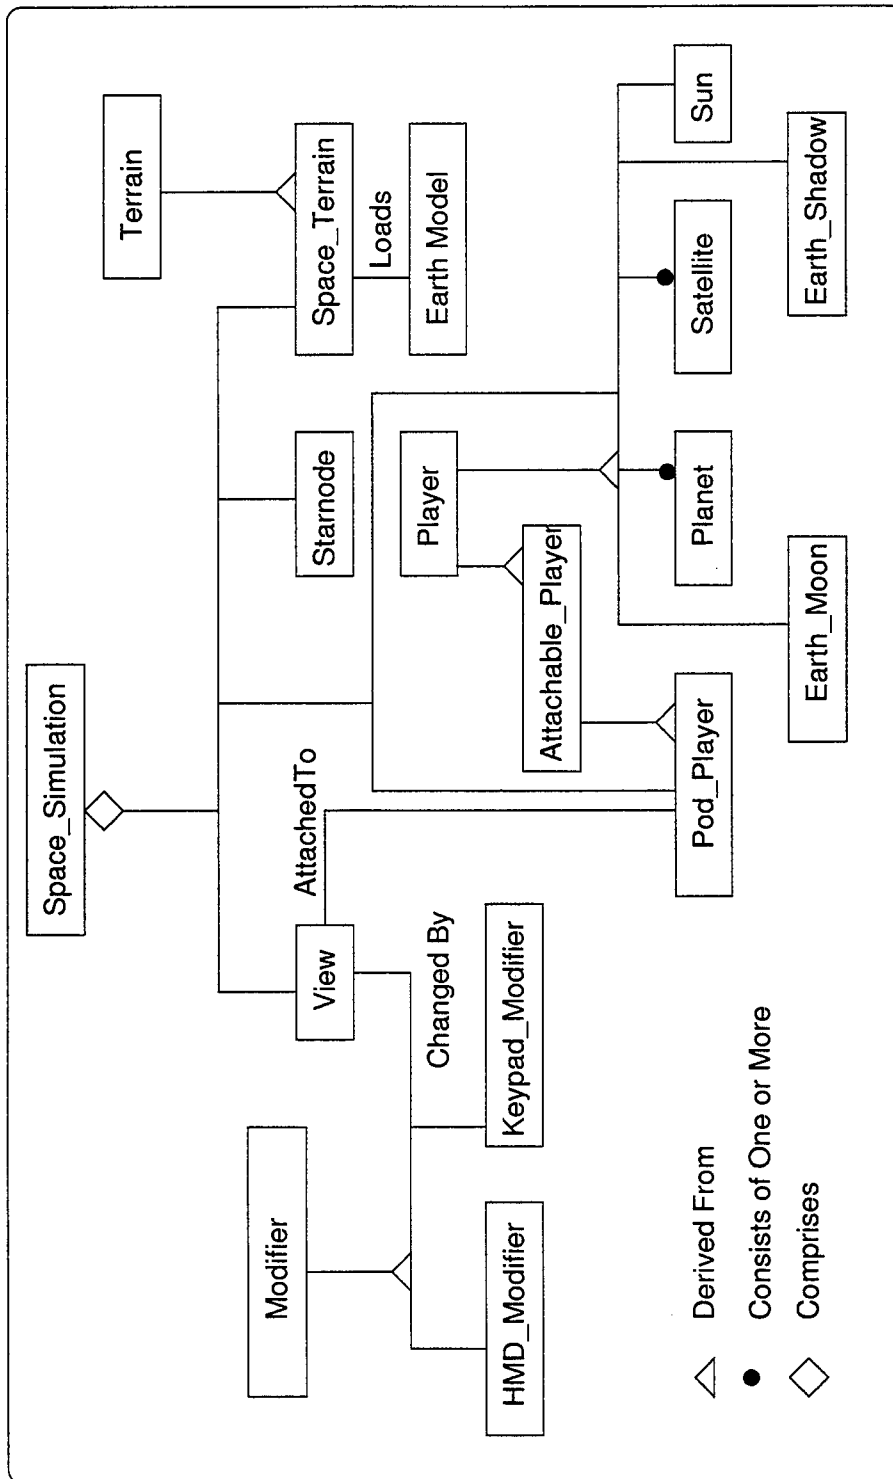 Space_Simulation
Terrain
Modifier
View
AttachedTo
Starnode
Space_Terrain
Loads
Earth Model
Changed By
Player
HMD_Modifier
Keypad_Modifier
Attachable_Player
Pod_Player
Planet
Satellite
Sun
Earth_Moon
Earth_Shadow
Derived From
Consists of One or More
Comprises